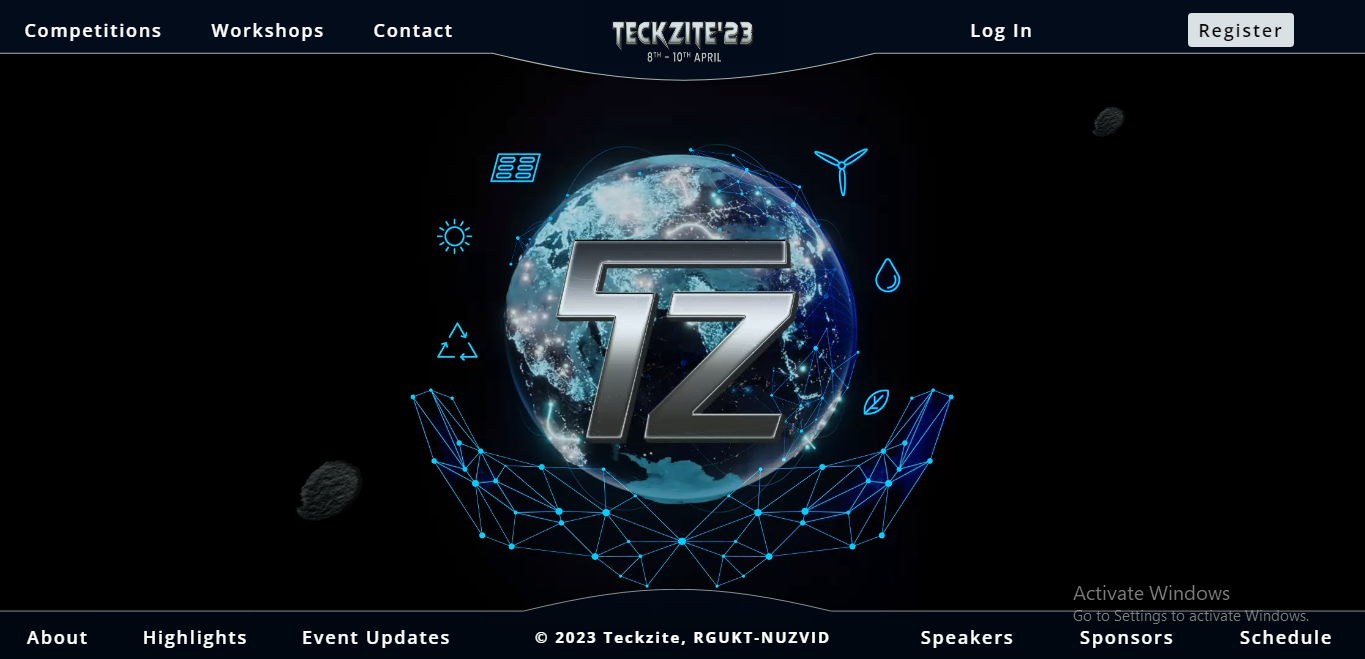 Competitions Workshops Contact TECKZITE'23 Log In Register
8TH - 10TH APRIL
TZ
Activate Windows
Go to Settings to activate Windows.
About Highlights Event Updates © 2023 Teckzite, RGUKT-NUZVID Speakers Sponsors Schedule